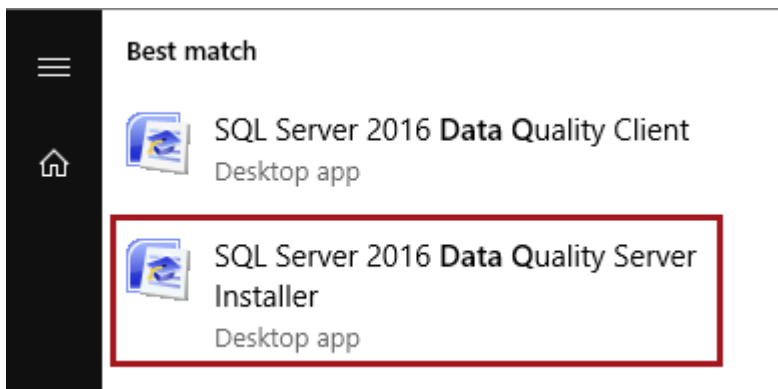 Best match
SQL Server 2016 Data Quality Client
Desktop app
SQL Server 2016 Data Quality Server
Installer
Desktop app